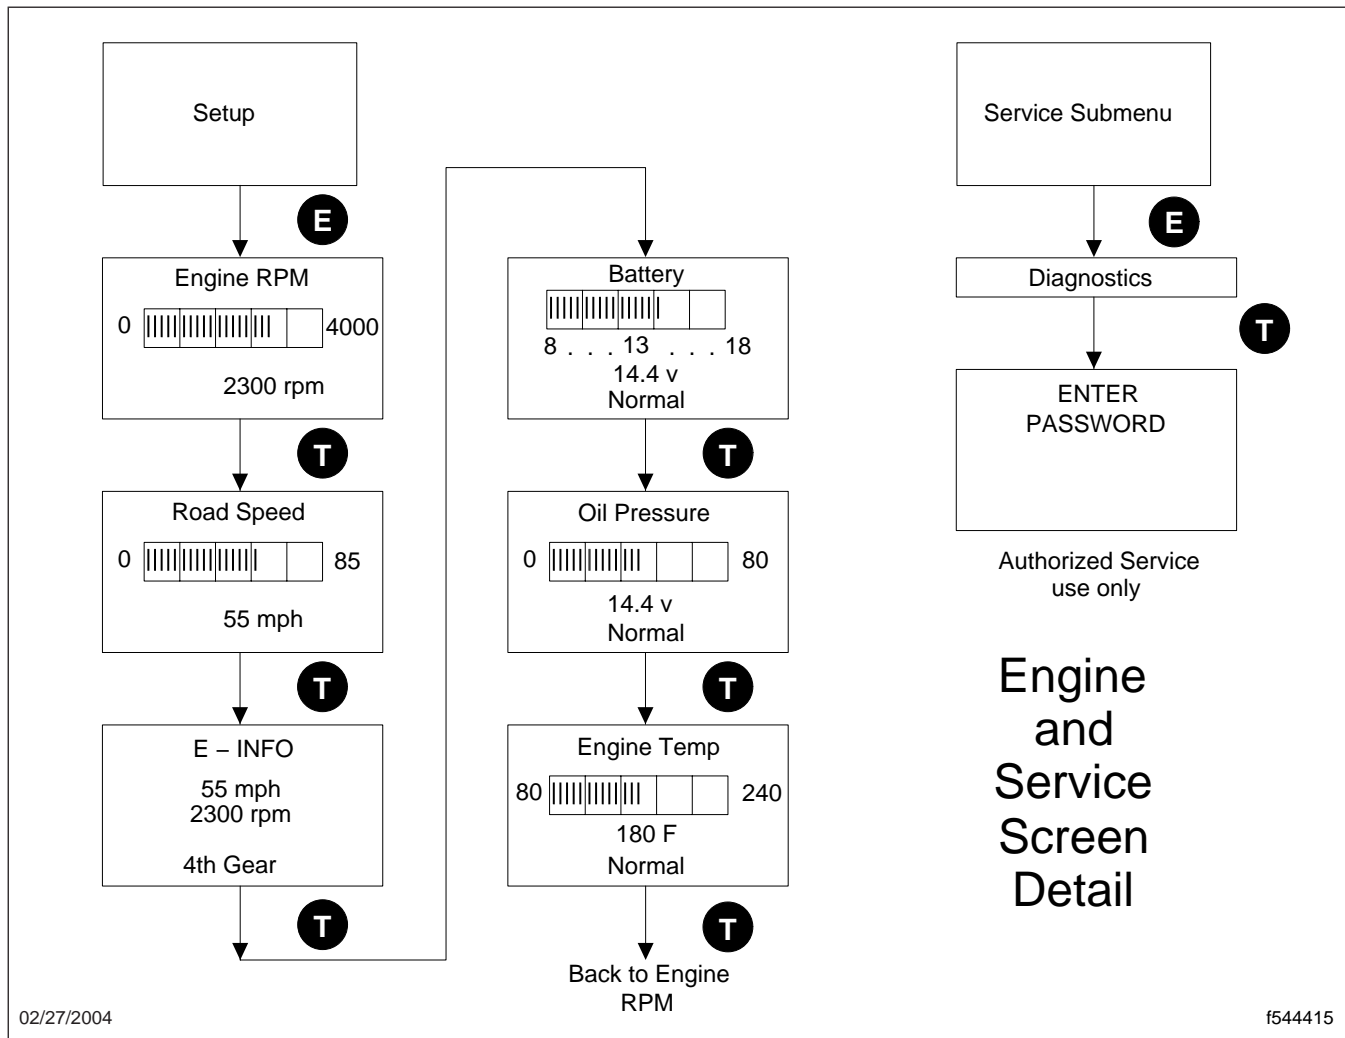 Setup
E
Engine RPM
0 4000
2300 rpm
T
Road Speed
0 85
55 mph
T
E – INFO
55 mph
2300 rpm
4th Gear
T
Battery
8 . . . 13 . . . 18
14.4 v
Normal
T
Oil Pressure
0 80
14.4 v
Normal
T
Engine Temp
80 240
180 F
Normal
T
Back to Engine
RPM
Service Submenu
E
Diagnostics
T
ENTER
PASSWORD
Authorized Service
use only
Engine
and
Service
Screen
Detail
02/27/2004
f544415